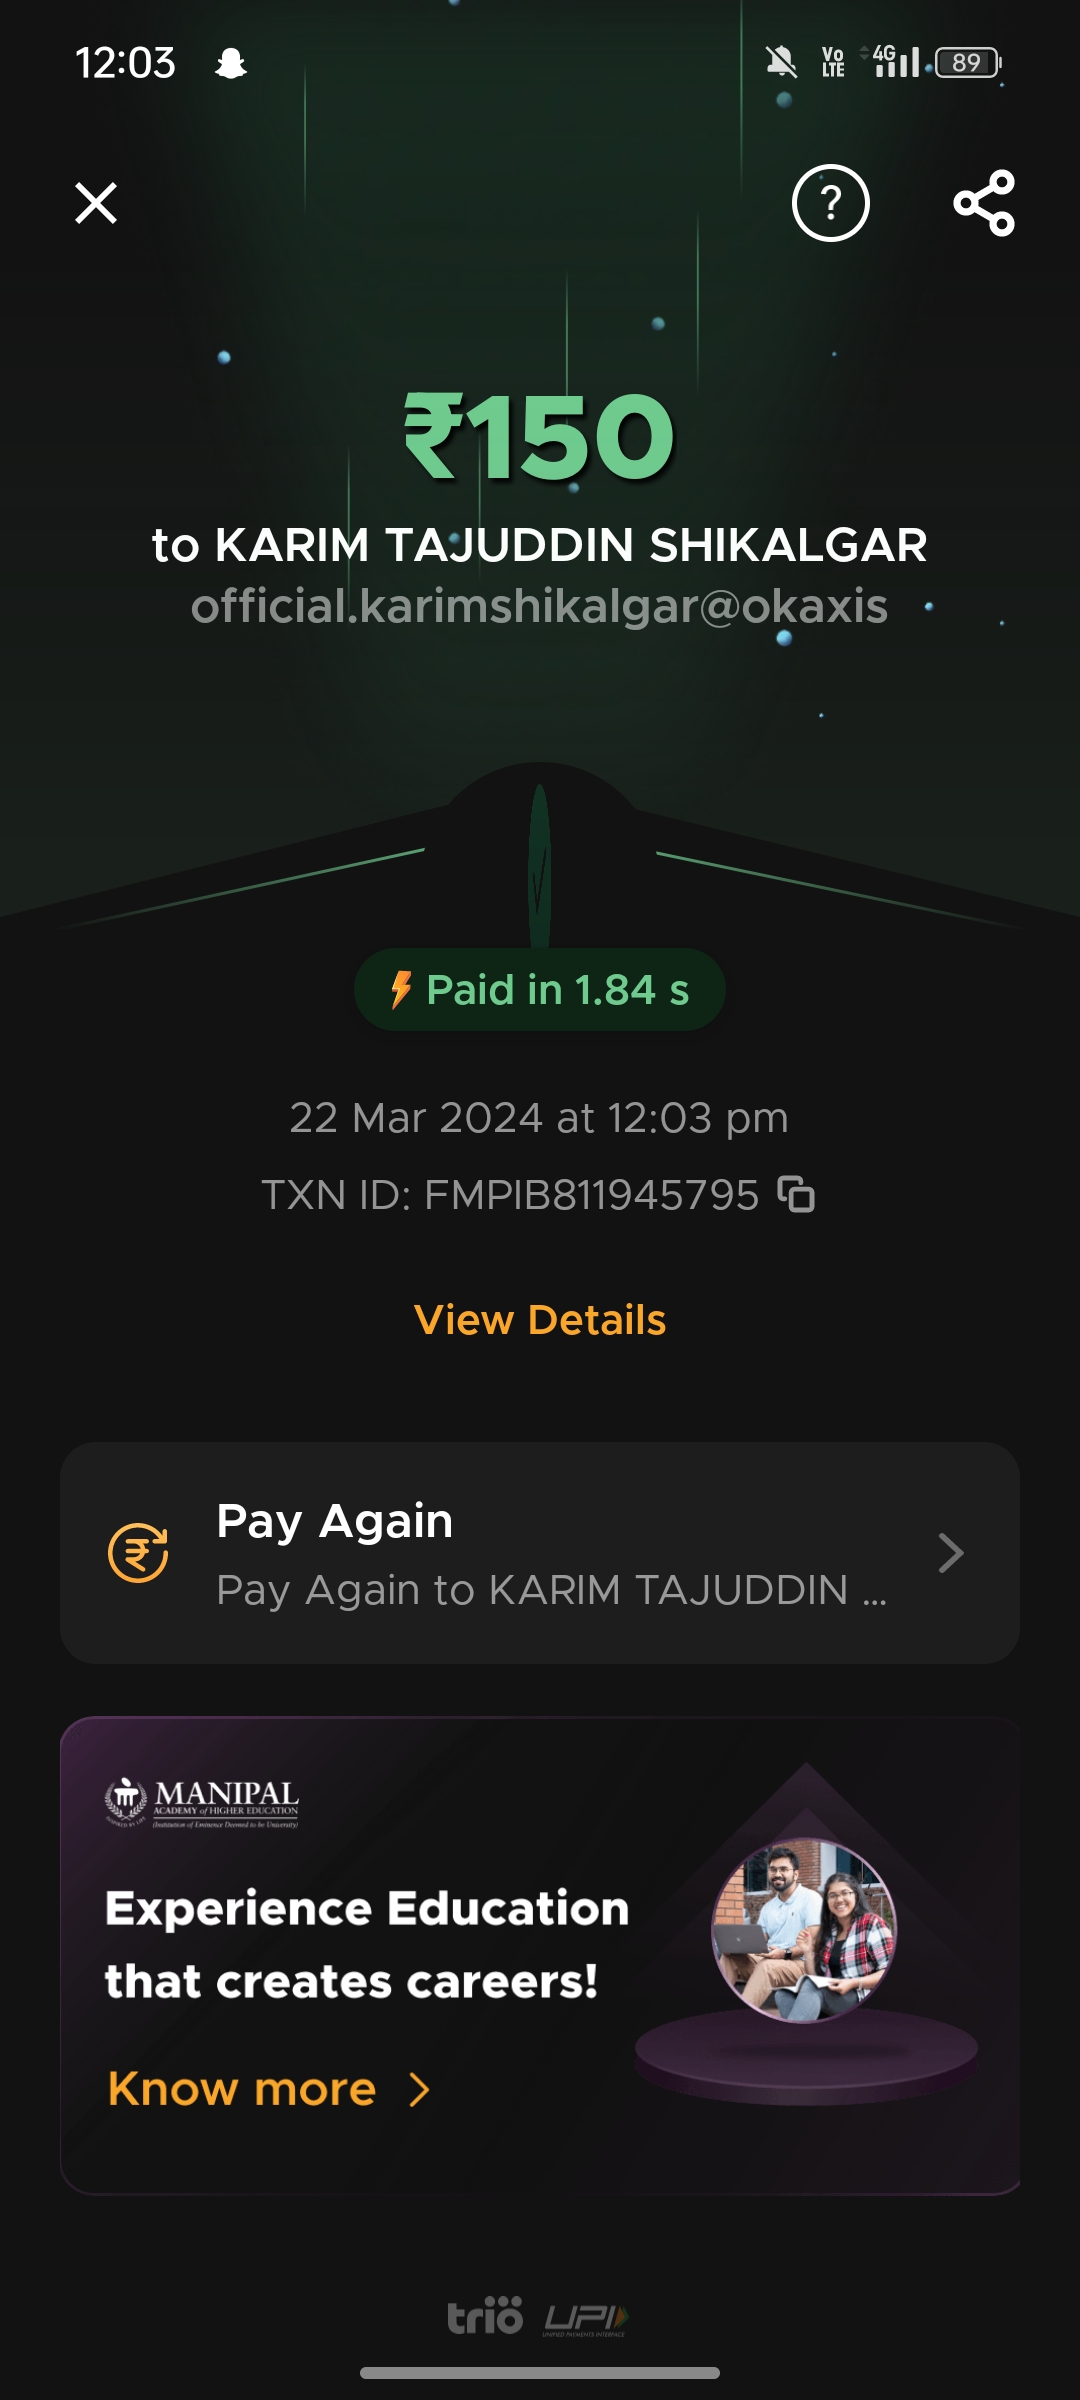 12:03
Vo LTE 4G 89
?
₹150
to KARIM TAJUDDIN SHIKALGAR
official.karimshikalgar@okaxis
Paid in 1.84 s
22 Mar 2024 at 12:03 pm
TXN ID: FMPIB811945795
View Details
Pay Again
Pay Again to KARIM TAJUDDIN ...
MANIPAL
ACADEMY of HIGHER EDUCATION
(Institution of Eminence Deemed to be University)
INSPIRED BY LIFE
Experience Education
that creates careers!
Know more
trio UPI
UNIFIED PAYMENTS INTERFACE